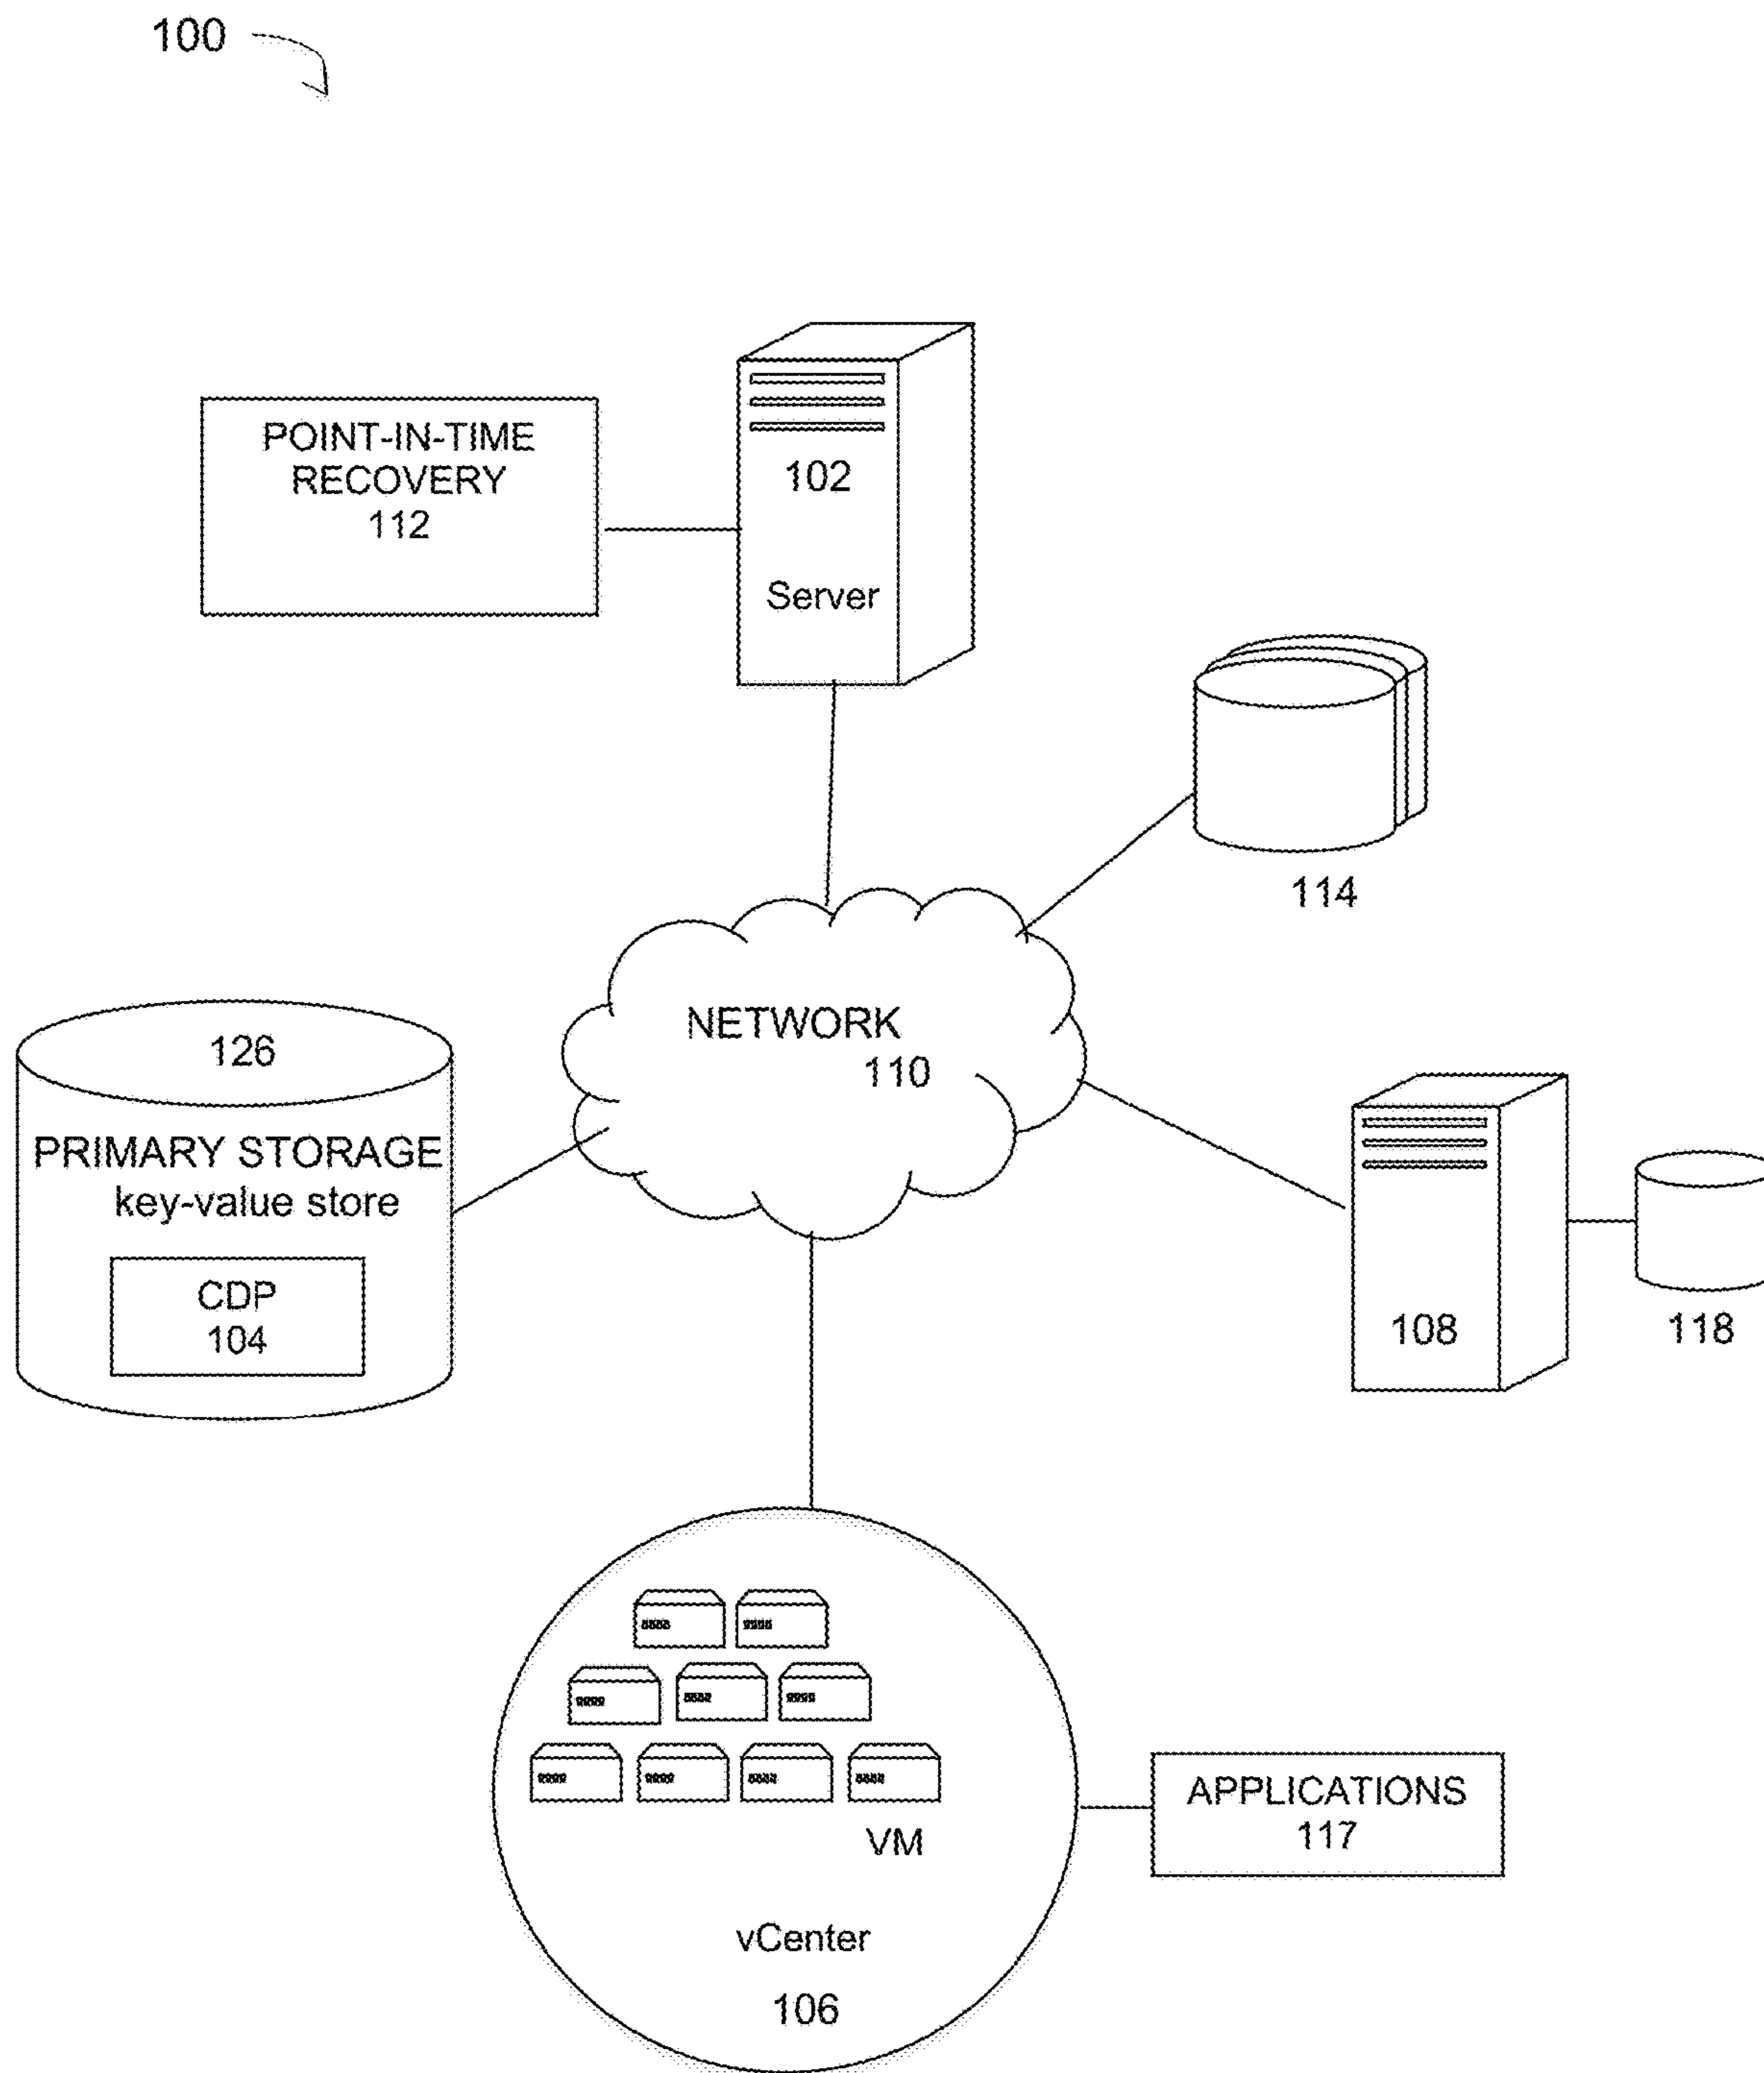 100
POINT-IN-TIME
RECOVERY
112
102
Server
114
NETWORK
110
126
PRIMARY STORAGE
key-value store
CDP
104
108
118
VM
vCenter
106
APPLICATIONS
117